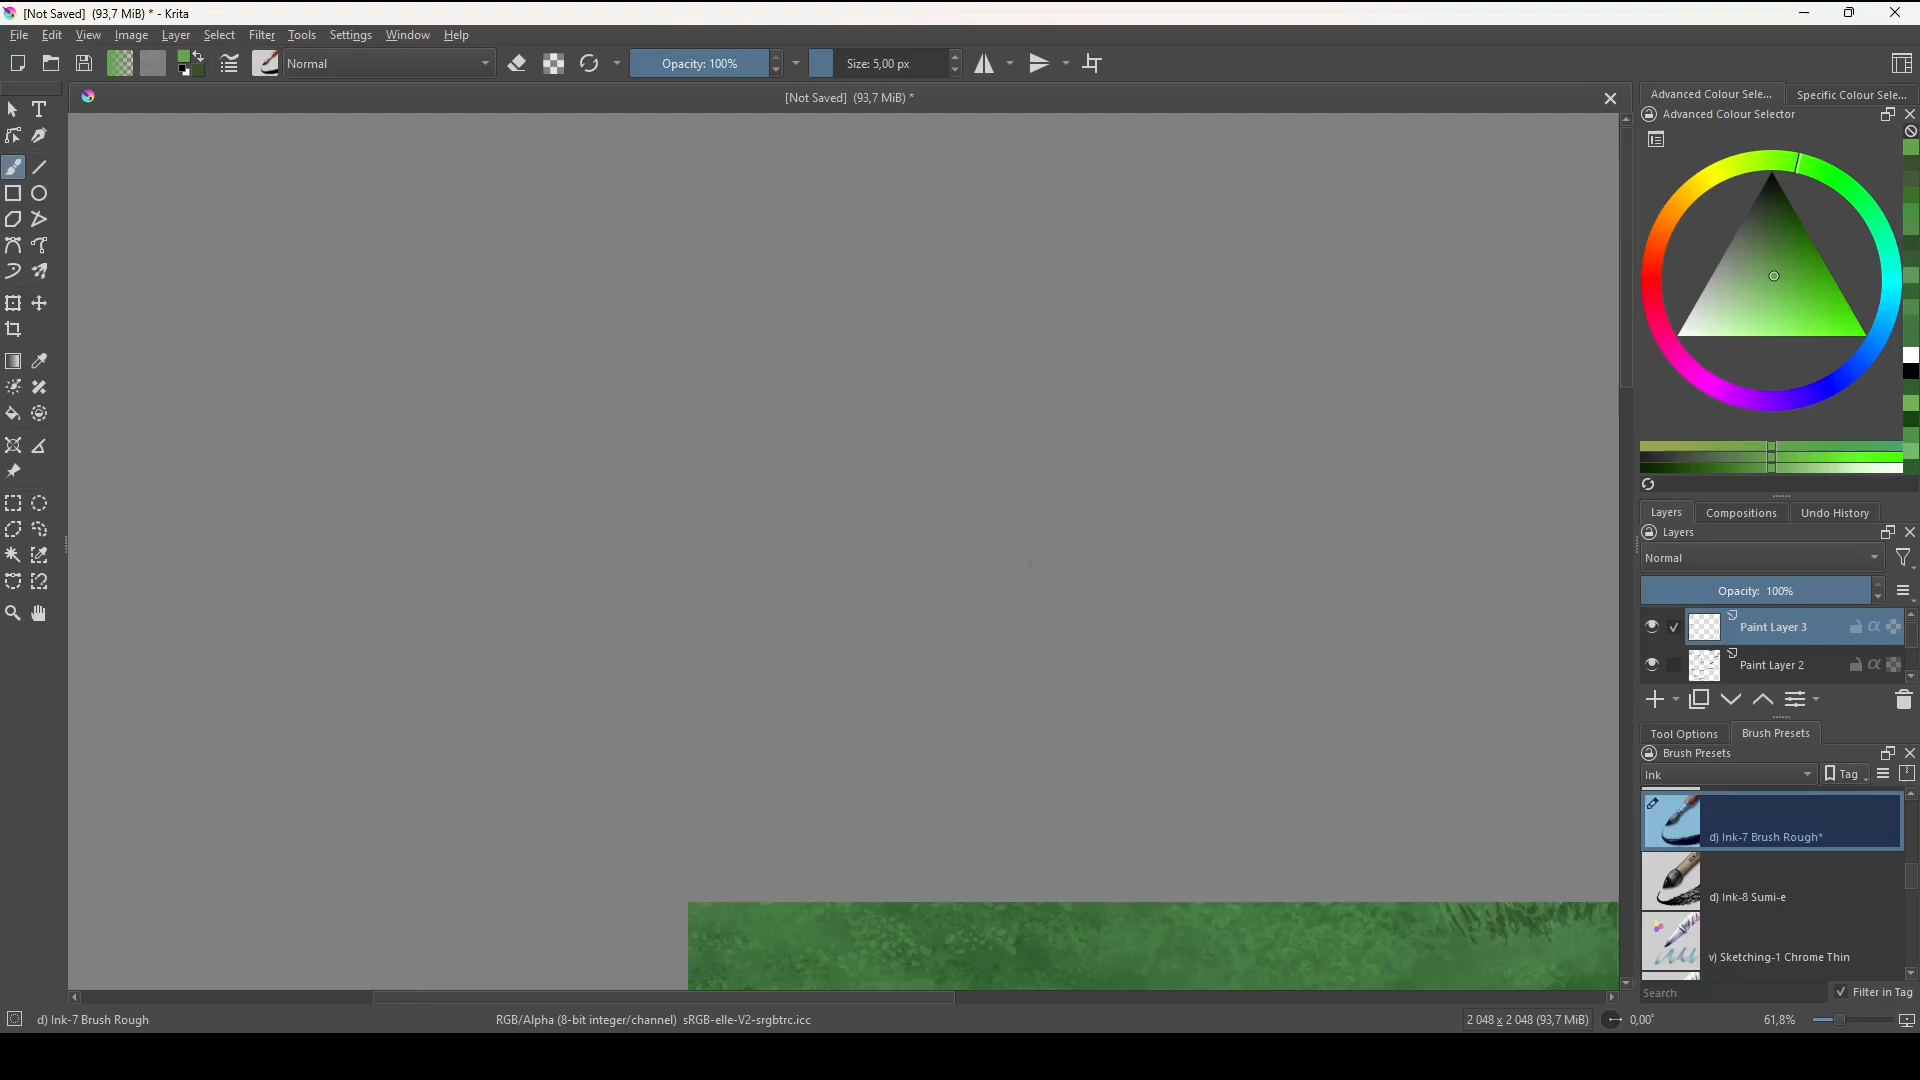 [Not Saved]  (93,7 MiB) * - Krita
File Edit View Image Layer Select Filter Tools Settings Window Help
Normal Opacity: 100% Size: 5,00 px
[Not Saved]  (93,7 MiB) *
Advanced Colour Sele... Specific Colour Sele...
Advanced Colour Selector
Layers Compositions Undo History
Layers
Normal
Opacity:  100%
Paint Layer 3
Paint Layer 2
Tool Options Brush Presets
Brush Presets
Ink Tag
d) Ink-7 Brush Rough*
d) Ink-8 Sumi-e
v) Sketching-1 Chrome Thin
Search Filter in Tag
d) Ink-7 Brush Rough RGB/Alpha (8-bit integer/channel)  sRGB-elle-V2-srgbtrc.icc 2 048 x 2 048 (93,7 MiB) 0,00° 61,8%